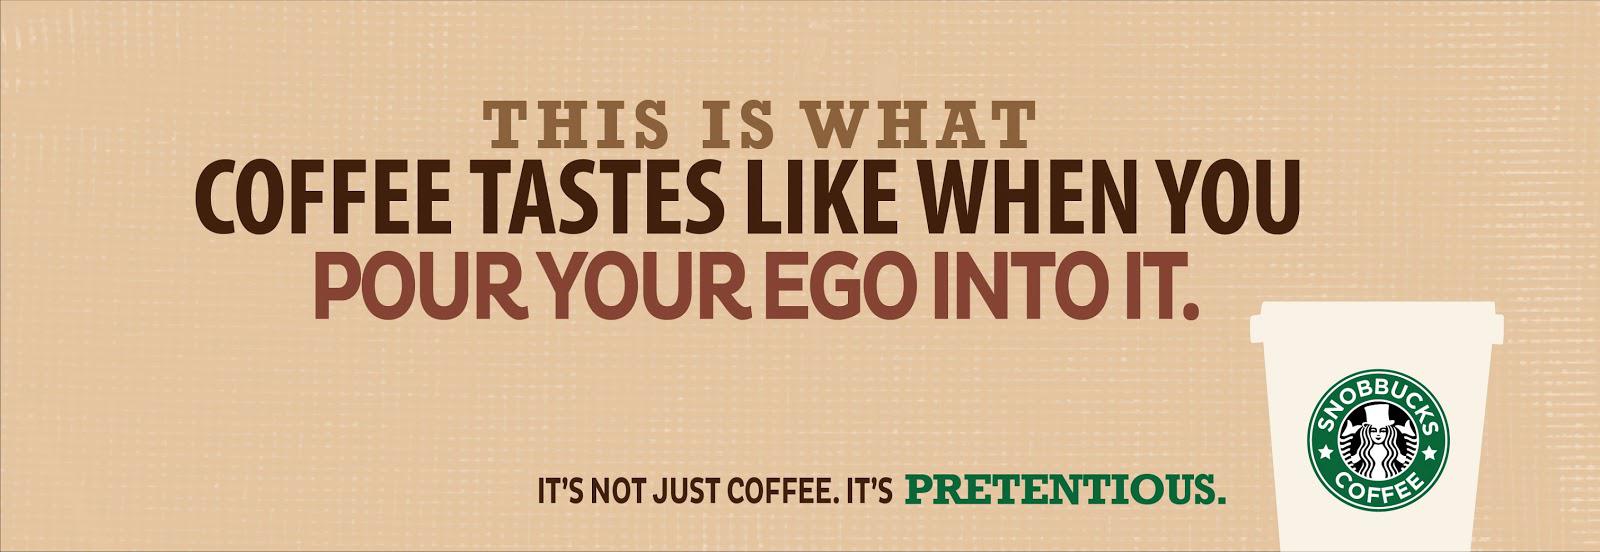 THIS IS WHAT
COFFEE TASTES LIKE WHEN YOU
POUR YOUR EGO INTO IT.
IT'S NOT JUST COFFEE. IT'S PRETENTIOUS.
SNOBBUCKS
COFFEE